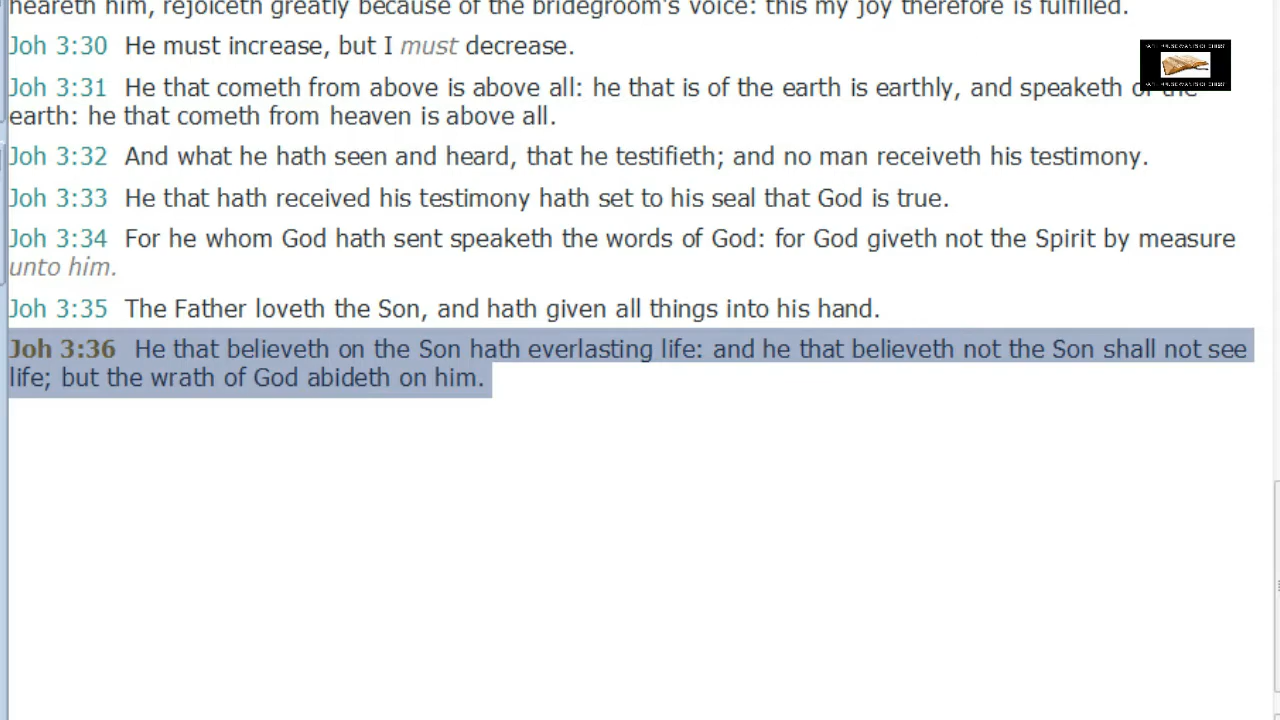 heareth him, rejoiceth greatly because of the bridegroom's voice: this my joy therefore is fulfilled.
Joh 3:30 He must increase, but I must decrease.
Joh 3:31 He that cometh from above is above all: he that is of the earth is earthly, and speaketh of the
earth: he that cometh from heaven is above all.
Joh 3:32 And what he hath seen and heard, that he testifieth; and no man receiveth his testimony.
Joh 3:33 He that hath received his testimony hath set to his seal that God is true.
Joh 3:34 For he whom God hath sent speaketh the words of God: for God giveth not the Spirit by measure
unto him.
Joh 3:35 The Father loveth the Son, and hath given all things into his hand.
Joh 3:36 He that believeth on the Son hath everlasting life: and he that believeth not the Son shall not see
life; but the wrath of God abideth on him.